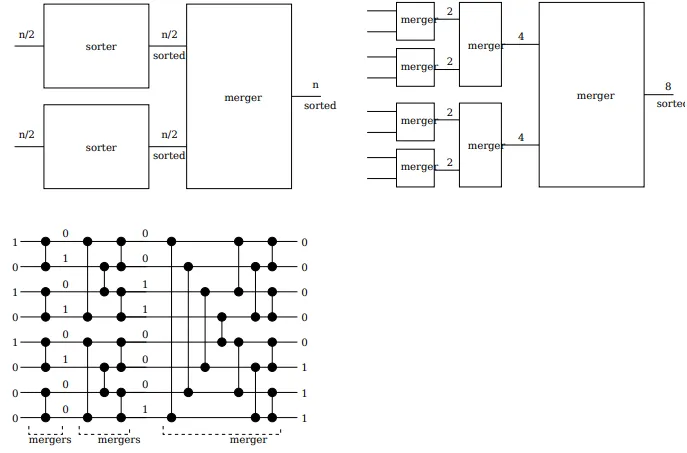 n/2
sorter
n/2
sorted
n/2
sorter
n/2
sorted
merger
n
sorted
merger
2
merger
2
merger
2
merger
2
merger
4
merger
4
merger
8
sorted
1 0 0 0
0 1 0 0
1 0 1 0
0 1 1 0
1 0 0 0
0 1 0 1
0 0 0 1
0 0 1 1
mergers
mergers
merger